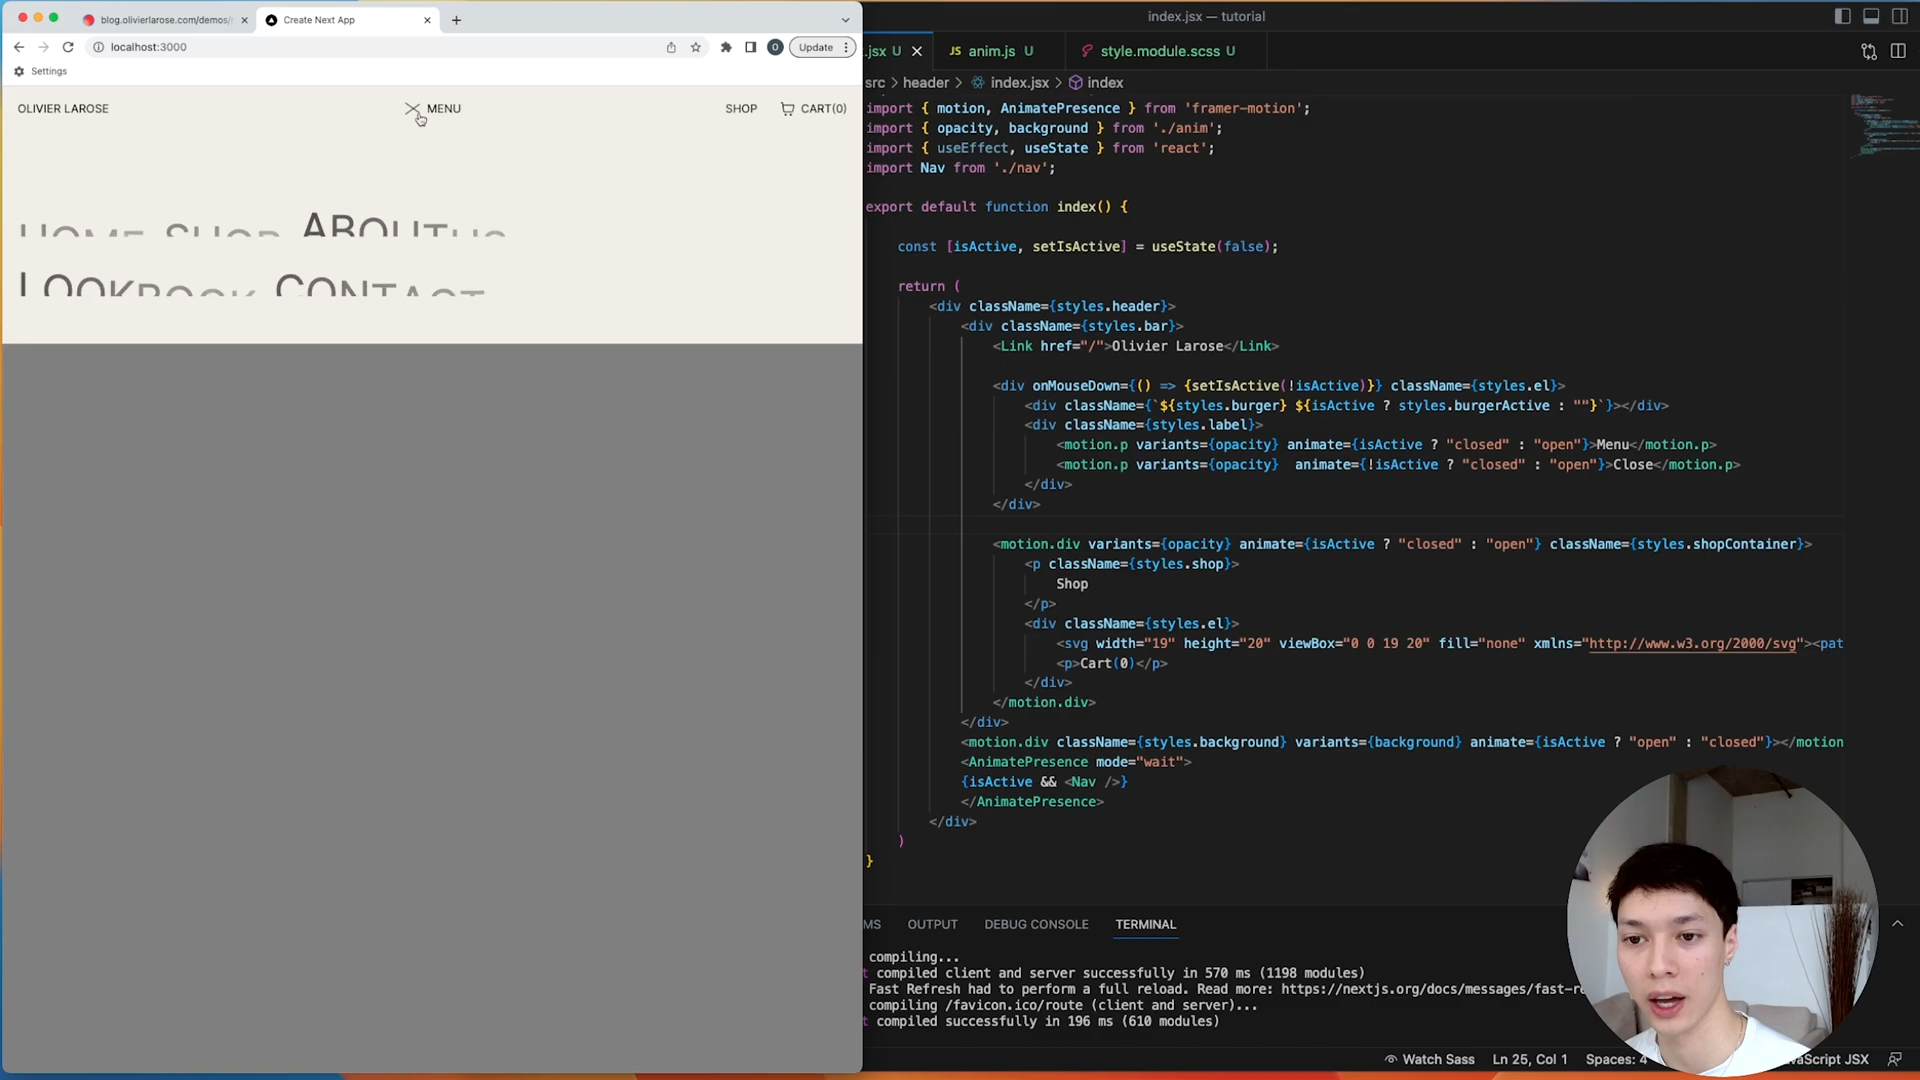 blog.olivierlarose.com/demos/
Create Next App
localhost:3000
Update
Settings
OLIVIER LAROSE
MENU
SHOP
CART(0)
HOME SHOP ABOUT US
LOOKBOOK CONTACT
index.jsx — tutorial
.jsx U
JS anim.js U
style.module.scss U
src > header > index.jsx > index
import { motion, AnimatePresence } from 'framer-motion';
import { opacity, background } from './anim';
import { useEffect, useState } from 'react';
import Nav from './nav';
export default function index() {
const [isActive, setIsActive] = useState(false);
return (
<div className={styles.header}>
<div className={styles.bar}>
<Link href="/">Olivier Larose</Link>
<div onMouseDown={() => {setIsActive(!isActive)}} className={styles.el}>
<div className={`${styles.burger} ${isActive ? styles.burgerActive : ""}`}></div>
<div className={styles.label}>
<motion.p variants={opacity} animate={isActive ? "closed" : "open"}>Menu</motion.p>
<motion.p variants={opacity}  animate={!isActive ? "closed" : "open"}>Close</motion.p>
</div>
</div>
<motion.div variants={opacity} animate={isActive ? "closed" : "open"} className={styles.shopContainer}>
<p className={styles.shop}>
Shop
</p>
<div className={styles.el}>
<svg width="19" height="20" viewBox="0 0 19 20" fill="none" xmlns="http://www.w3.org/2000/svg"><pat
<p>Cart(0)</p>
</div>
</motion.div>
</div>
<motion.div className={styles.background} variants={background} animate={isActive ? "open" : "closed"}></motion
<AnimatePresence mode="wait">
{isActive && <Nav />}
</AnimatePresence>
</div>
)
}
MS
OUTPUT
DEBUG CONSOLE
TERMINAL
compiling...
t compiled client and server successfully in 570 ms (1198 modules)
Fast Refresh had to perform a full reload. Read more: https://nextjs.org/docs/messages/fast-re
compiling /favicon.ico/route (client and server)...
t compiled successfully in 196 ms (610 modules)
Watch Sass
Ln 25, Col 1
Spaces: 4
JavaScript JSX